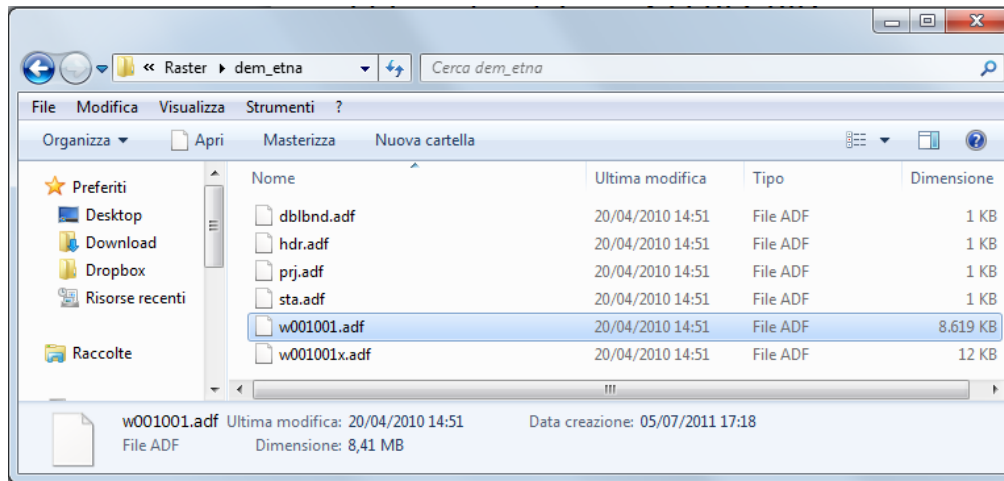 « Raster dem_etna Cerca dem_etna
File Modifica Visualizza Strumenti ?
Organizza Apri Masterizza Nuova cartella
Preferiti
Desktop
Download
Dropbox
Risorse recenti
Raccolte
Nome Ultima modifica Tipo Dimensione
dblbnd.adf 20/04/2010 14:51 File ADF 1 KB
hdr.adf 20/04/2010 14:51 File ADF 1 KB
prj.adf 20/04/2010 14:51 File ADF 1 KB
sta.adf 20/04/2010 14:51 File ADF 1 KB
w001001.adf 20/04/2010 14:51 File ADF 8.619 KB
w001001x.adf 20/04/2010 14:51 File ADF 12 KB
w001001.adf Ultima modifica: 20/04/2010 14:51 Data creazione: 05/07/2011 17:18
File ADF Dimensione: 8,41 MB